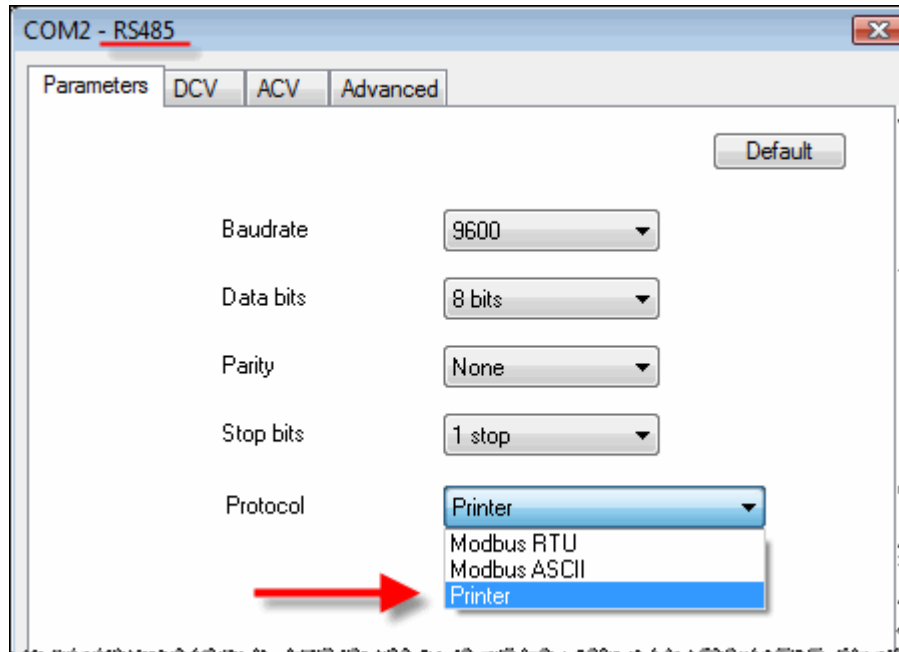 COM2 - RS485
Parameters DCV ACV Advanced
Default
Baudrate 9600
Data bits 8 bits
Parity None
Stop bits 1 stop
Protocol Printer
Modbus RTU
Modbus ASCII
Printer